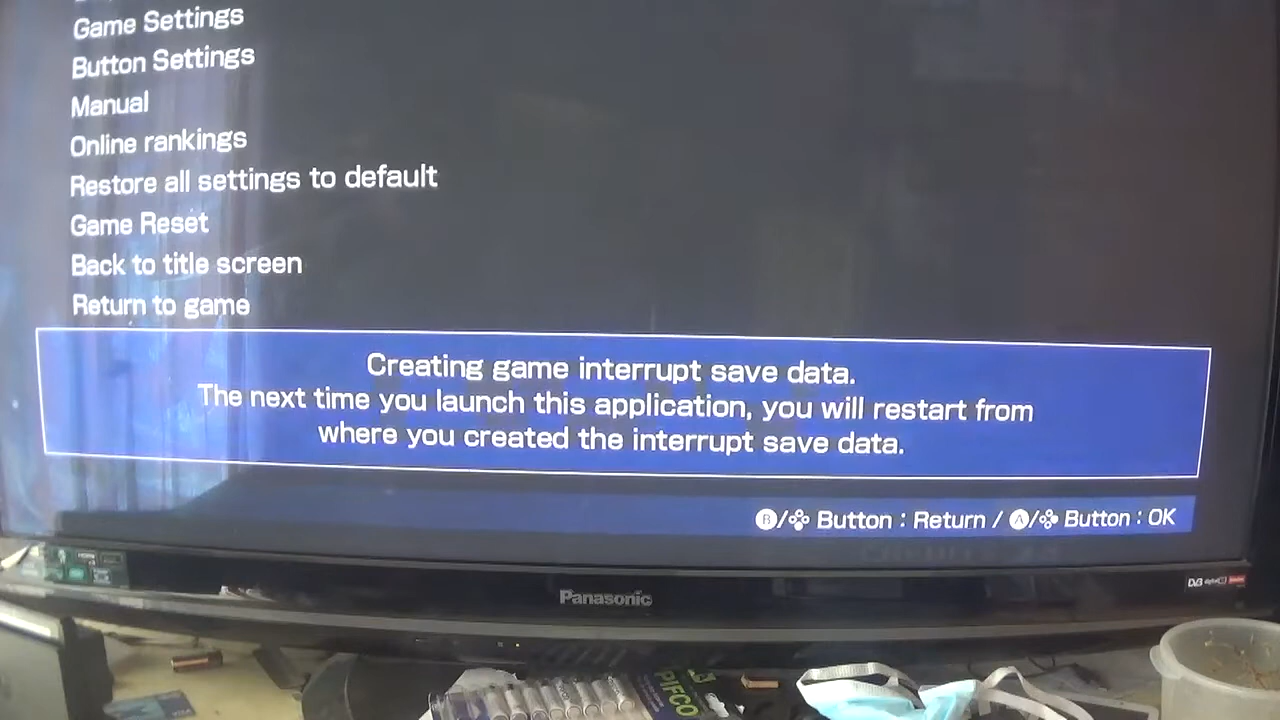 Game Settings
Button Settings
Manual
Online rankings
Restore all settings to default
Game Reset
Back to title screen
Return to game
Creating game interrupt save data.
The next time you launch this application, you will restart from
where you created the interrupt save data.
B/ Button : Return / A/ Button : OK
Panasonic
DVB
PIFCO